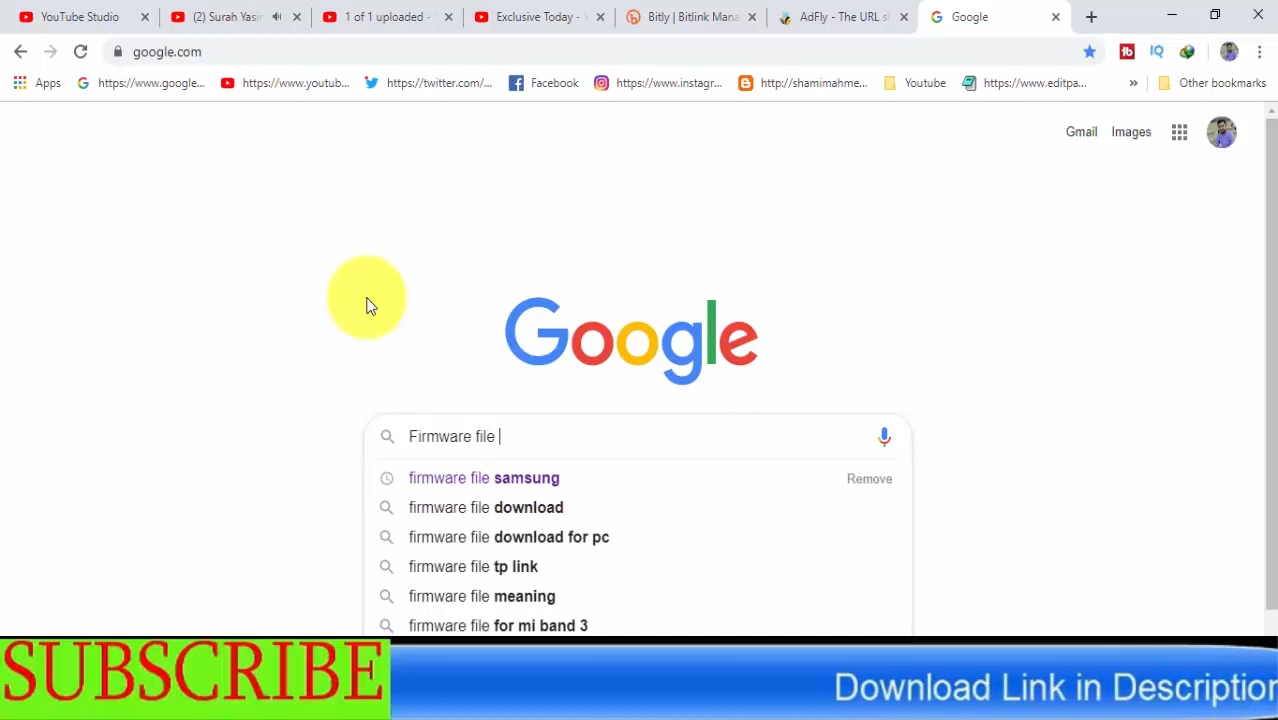 YouTube Studio
(2) Surah Yasin
1 of 1 uploaded -
Exclusive Today -
Bitly | Bitlink Mana
AdFly - The URL sh
Google
google.com
Apps
https://www.google...
https://www.youtub...
https://twitter.com/...
Facebook
https://www.instagr...
http://shamimahme...
Youtube
https://www.editpa...
»
Other bookmarks
Gmail
Images
Google
Firmware file
firmware file samsung
Remove
firmware file download
firmware file download for pc
firmware file tp link
firmware file meaning
firmware file for mi band 3
SUBSCRIBE
Download Link in Description